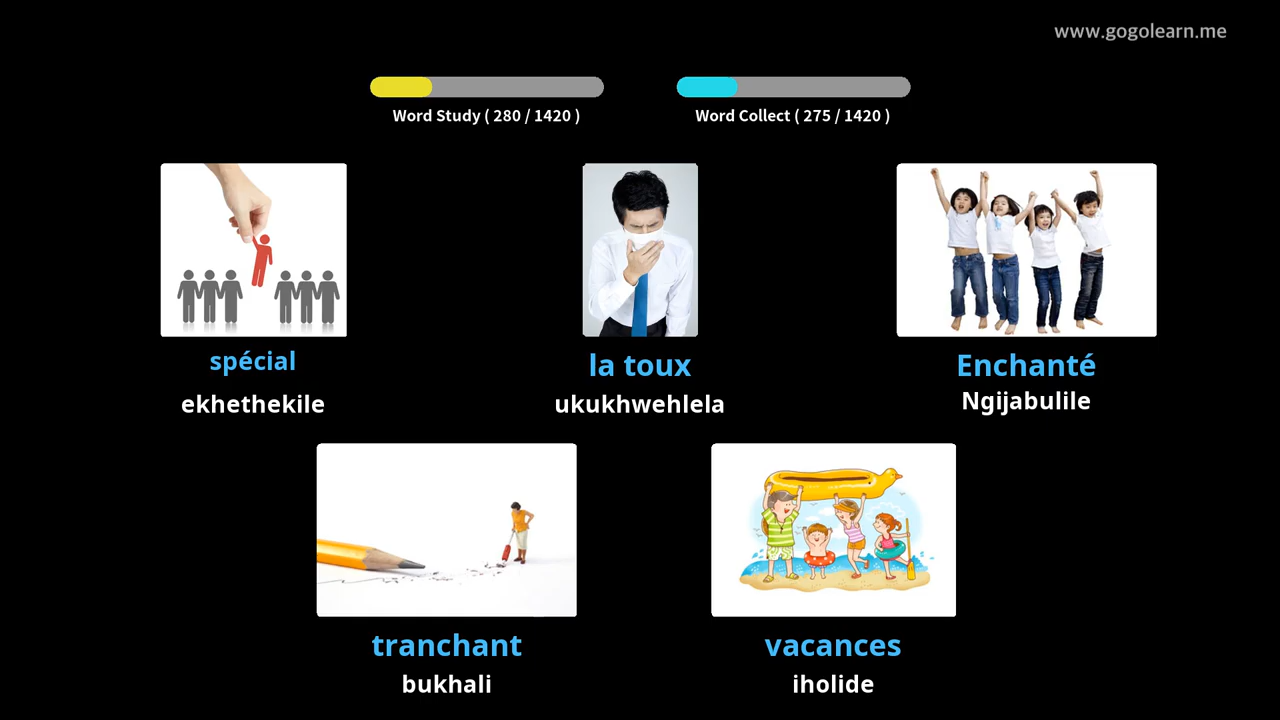 www.gogolearn.me
Word Study ( 280 / 1420 )
Word Collect ( 275 / 1420 )
spécial
ekhethekile
la toux
ukukhwehlela
Enchanté
Ngijabulile
tranchant
bukhali
vacances
iholide